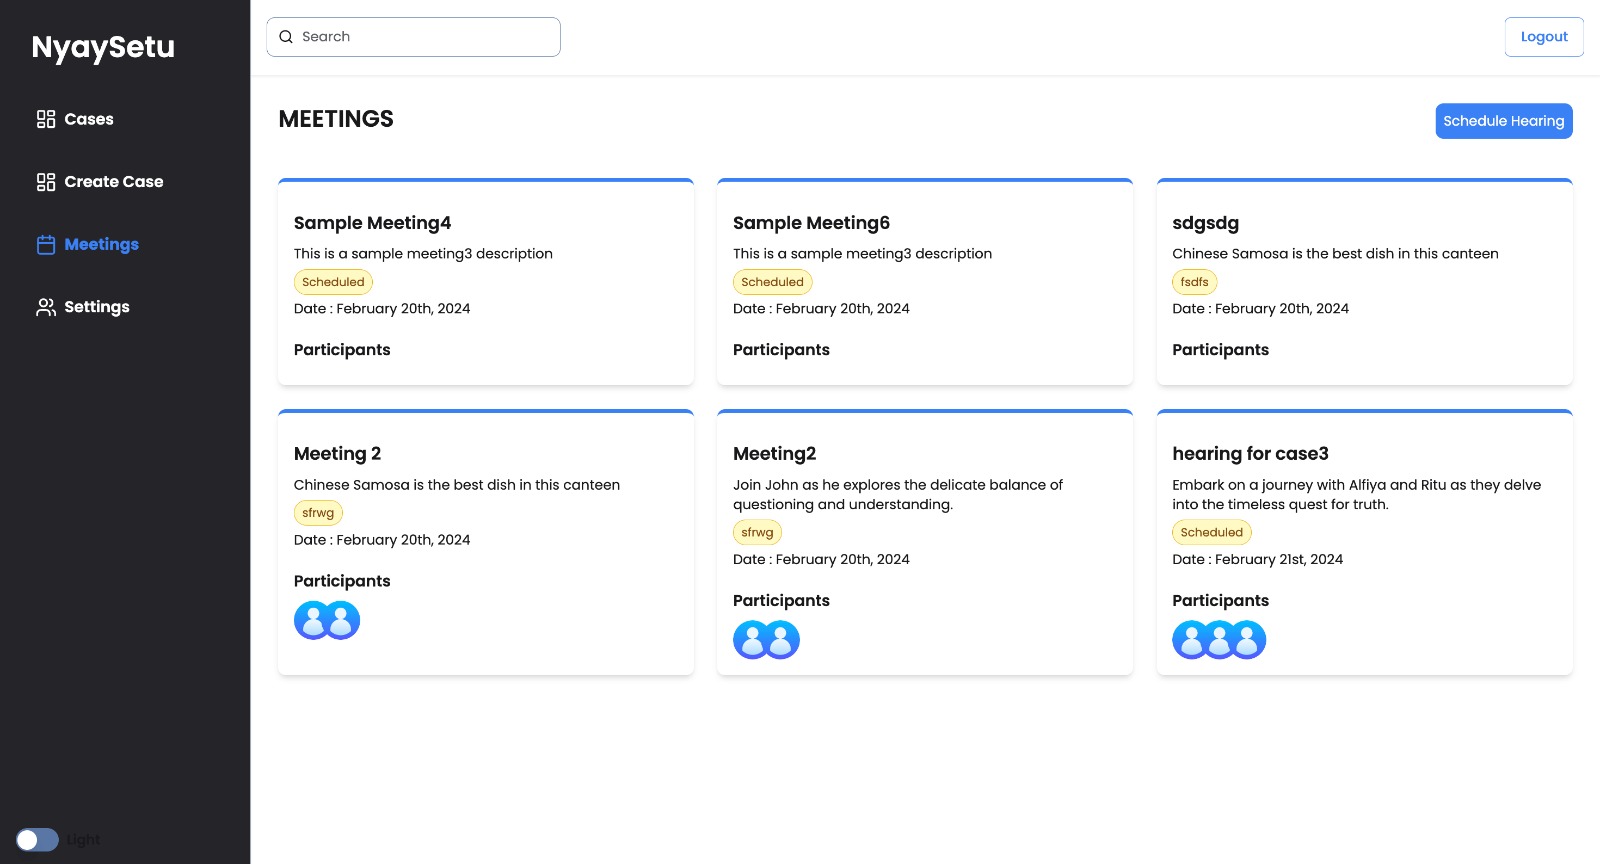 NyaySetu
Cases
Create Case
Meetings
Settings
Light
Search
Logout
MEETINGS
Schedule Hearing
Sample Meeting4
This is a sample meeting3 description
Scheduled
Date : February 20th, 2024
Participants
Sample Meeting6
This is a sample meeting3 description
Scheduled
Date : February 20th, 2024
Participants
sdgsdg
Chinese Samosa is the best dish in this canteen
fsdfs
Date : February 20th, 2024
Participants
Meeting 2
Chinese Samosa is the best dish in this canteen
sfrwg
Date : February 20th, 2024
Participants
Meeting2
Join John as he explores the delicate balance of
questioning and understanding.
sfrwg
Date : February 20th, 2024
Participants
hearing for case3
Embark on a journey with Alfiya and Ritu as they delve
into the timeless quest for truth.
Scheduled
Date : February 21st, 2024
Participants